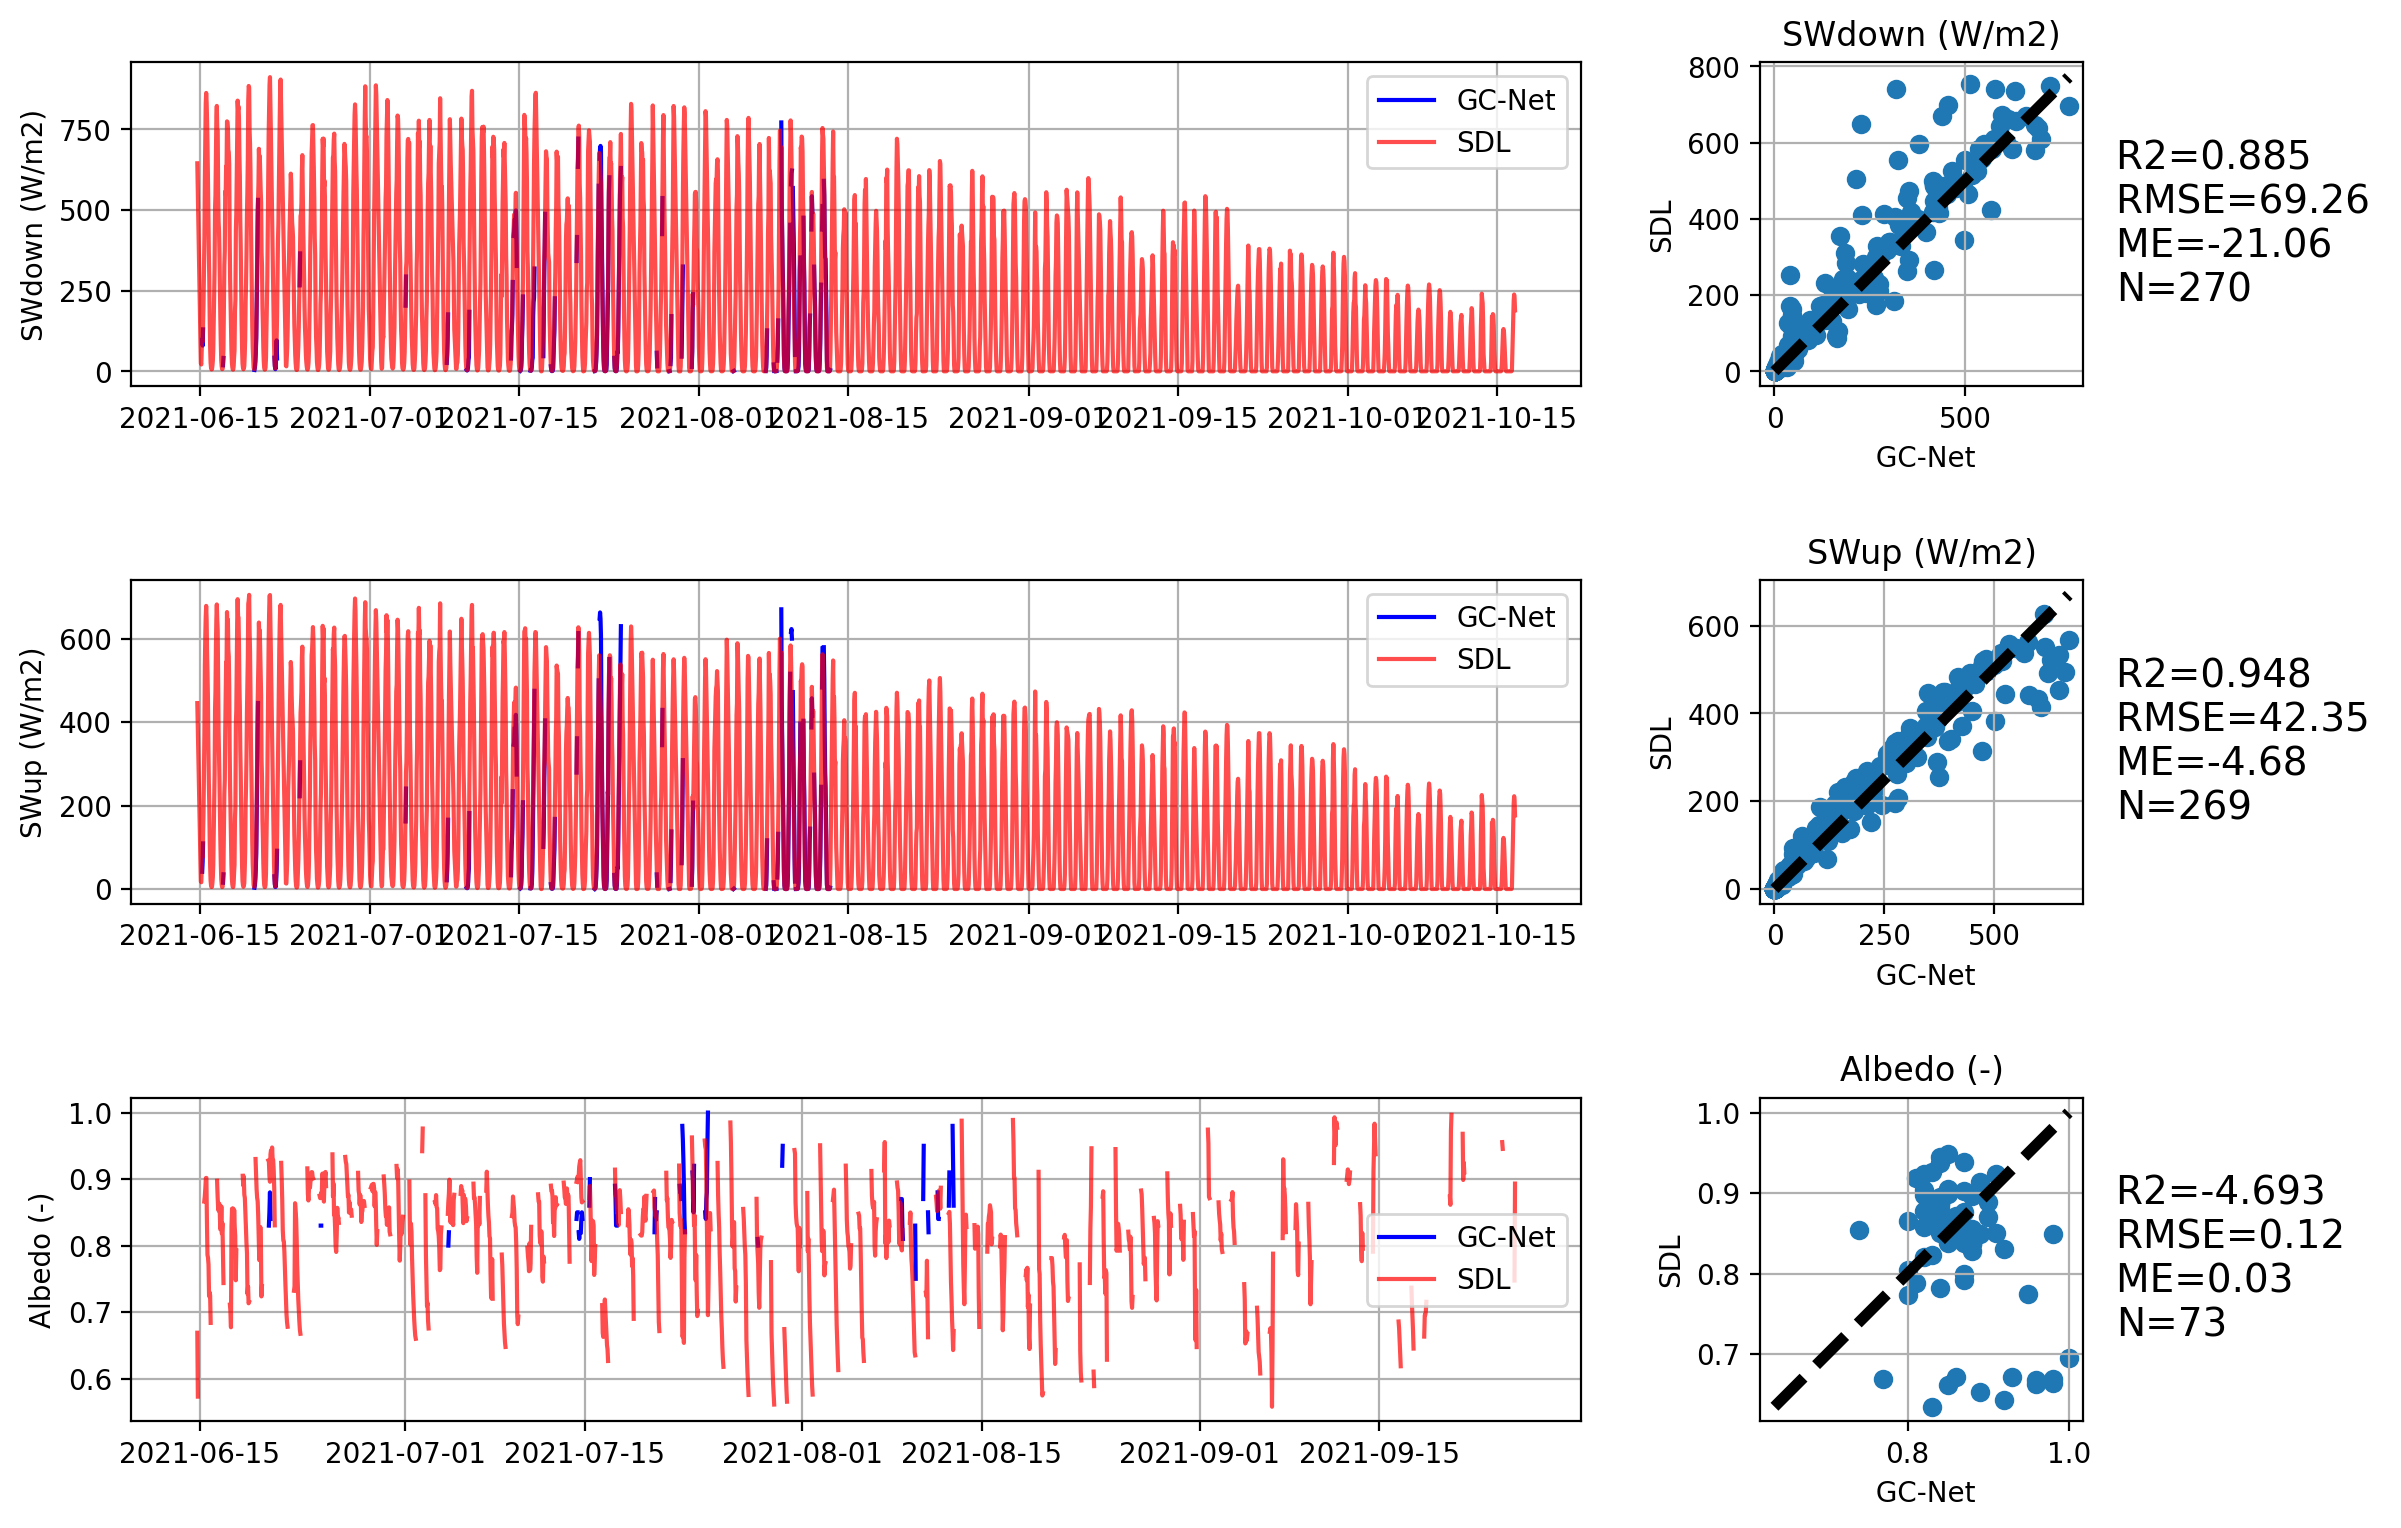 SWdown (W/m2)
750
500
250
0
2021-06-15 2021-07-01 2021-07-15 2021-08-01 2021-08-15 2021-09-01 2021-09-15 2021-10-01 2021-10-15
SWdown (W/m2)
GC-Net
SDL
SWdown (W/m2)
800
600
400
200
0
SDL
0 500
GC-Net
R2=0.885
RMSE=69.26
ME=-21.06
N=270
600
400
200
0
2021-06-15 2021-07-01 2021-07-15 2021-08-01 2021-08-15 2021-09-01 2021-09-15 2021-10-01 2021-10-15
SWup (W/m2)
GC-Net
SDL
SWup (W/m2)
600
400
200
0
SDL
0 250 500
GC-Net
R2=0.948
RMSE=42.35
ME=-4.68
N=269
1.0
0.9
0.8
0.7
0.6
2021-06-15 2021-07-01 2021-07-15 2021-08-01 2021-08-15 2021-09-01 2021-09-15
Albedo (-)
GC-Net
SDL
Albedo (-)
1.0
0.9
0.8
0.7
SDL
0.8 1.0
GC-Net
R2=-4.693
RMSE=0.12
ME=0.03
N=73